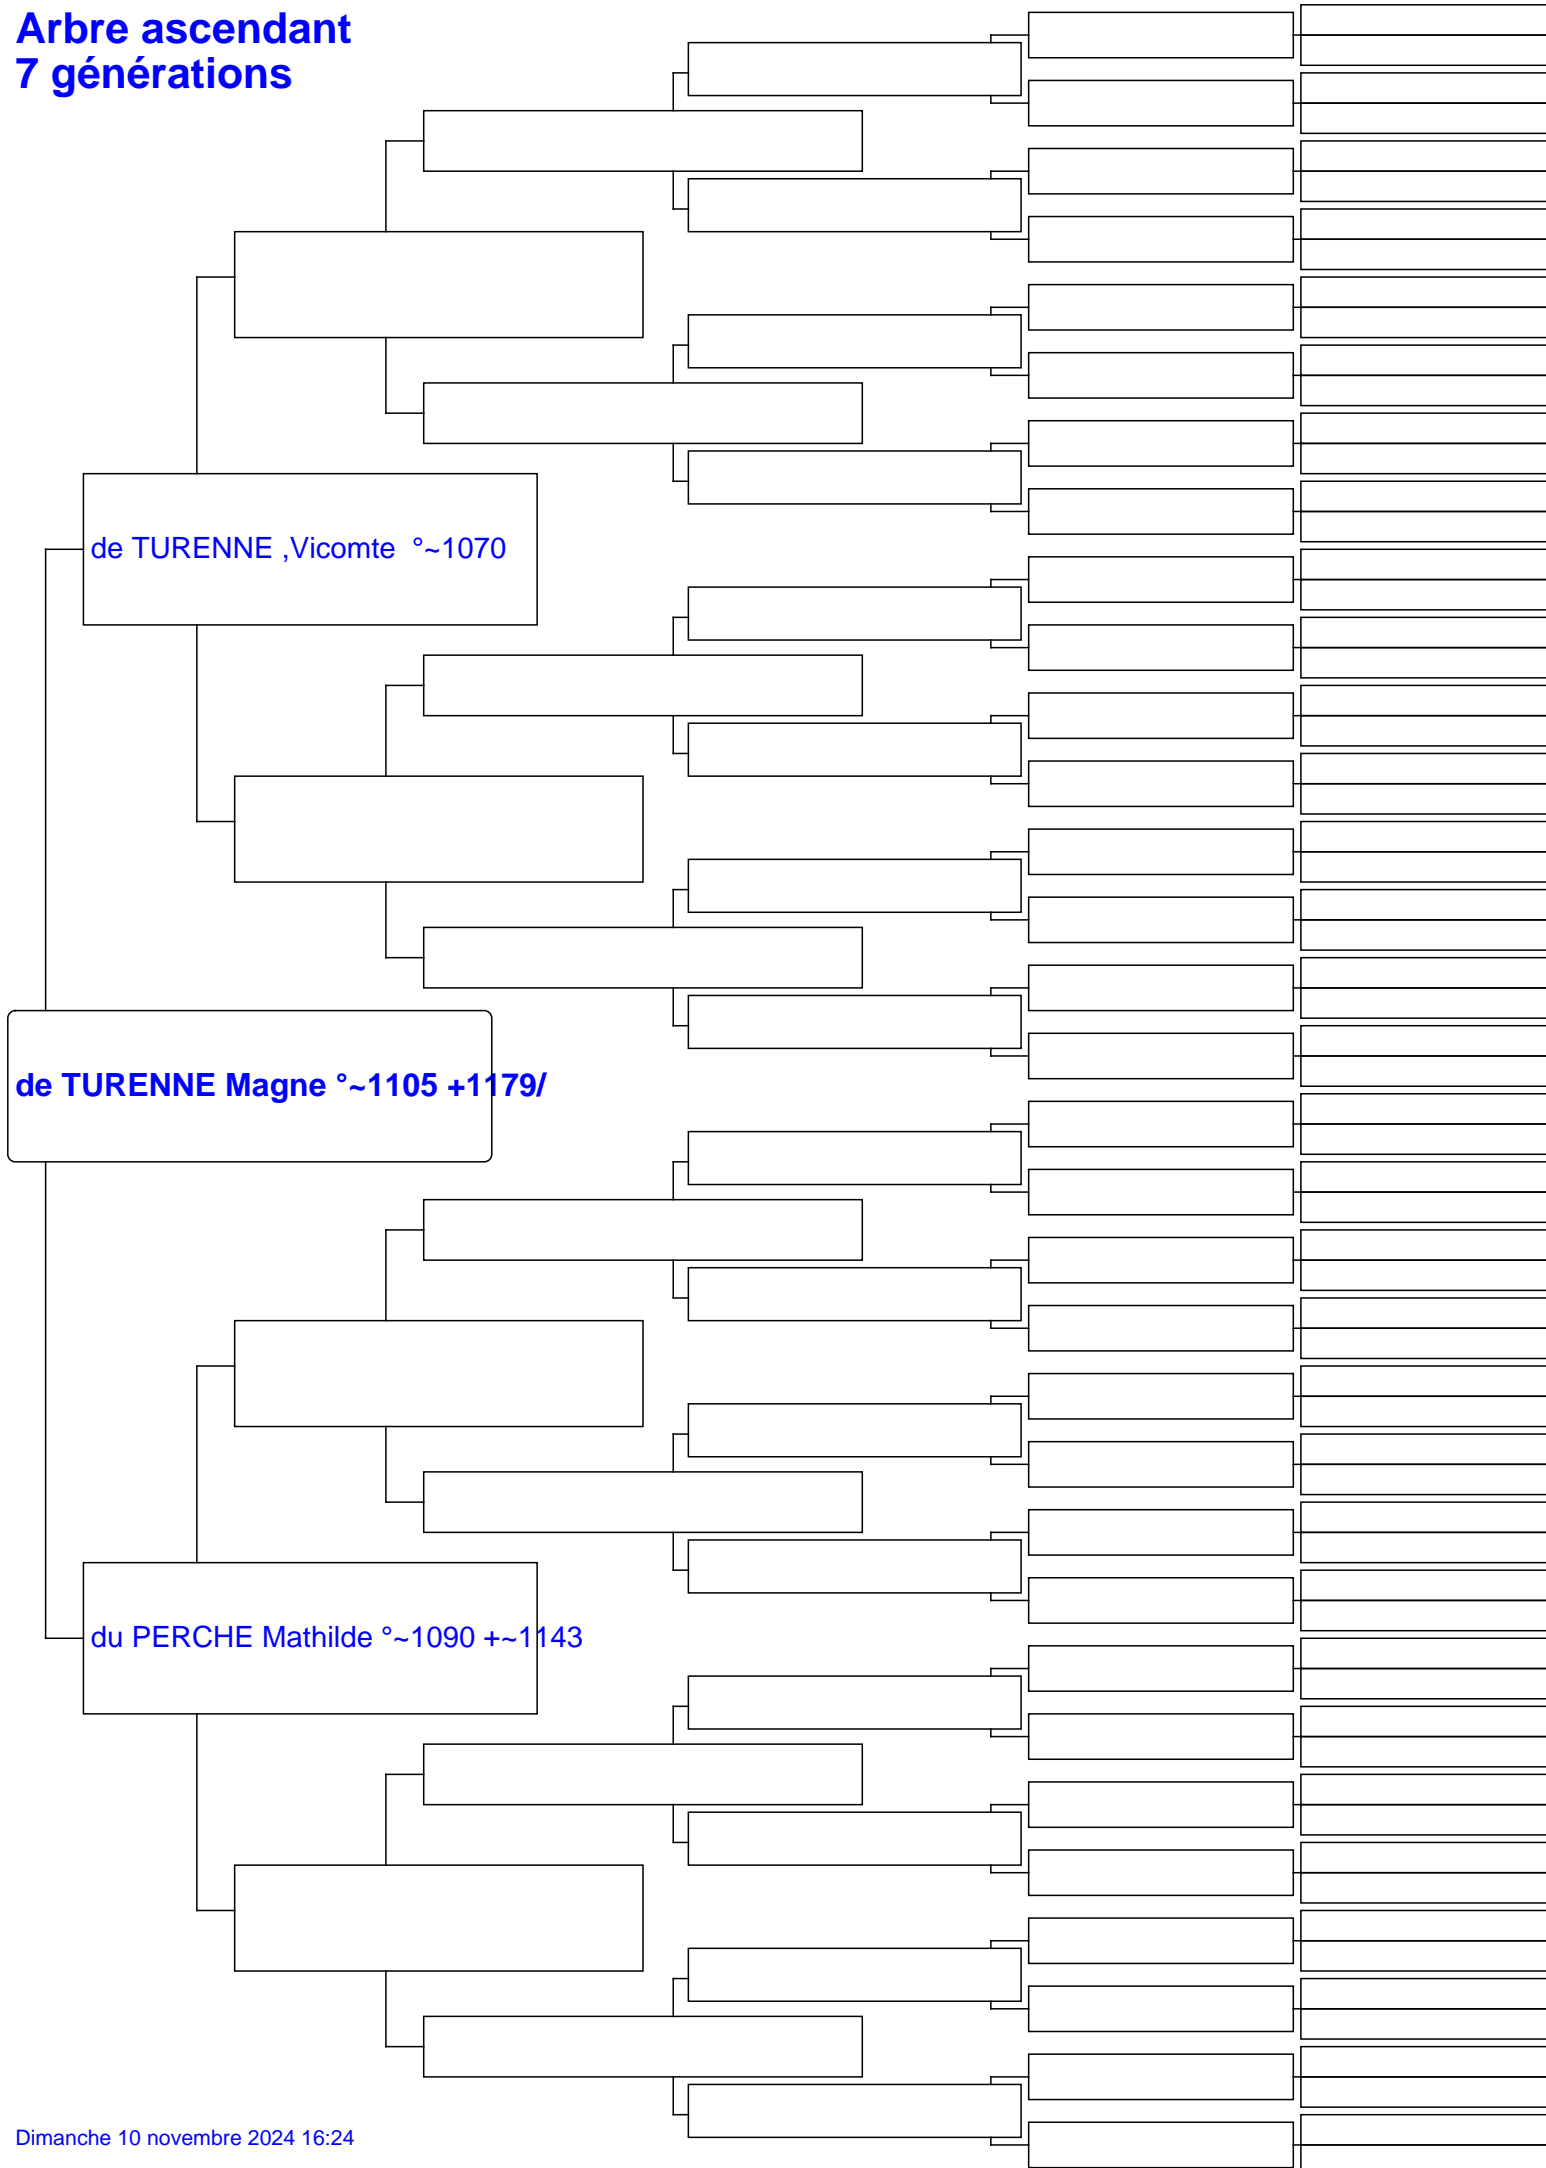 Arbre ascendant
7 générations
de TURENNE ,Vicomte  °~1070
de TURENNE Magne °~1105 +1179/
du PERCHE Mathilde °~1090 +~1143
Dimanche 10 novembre 2024 16:24